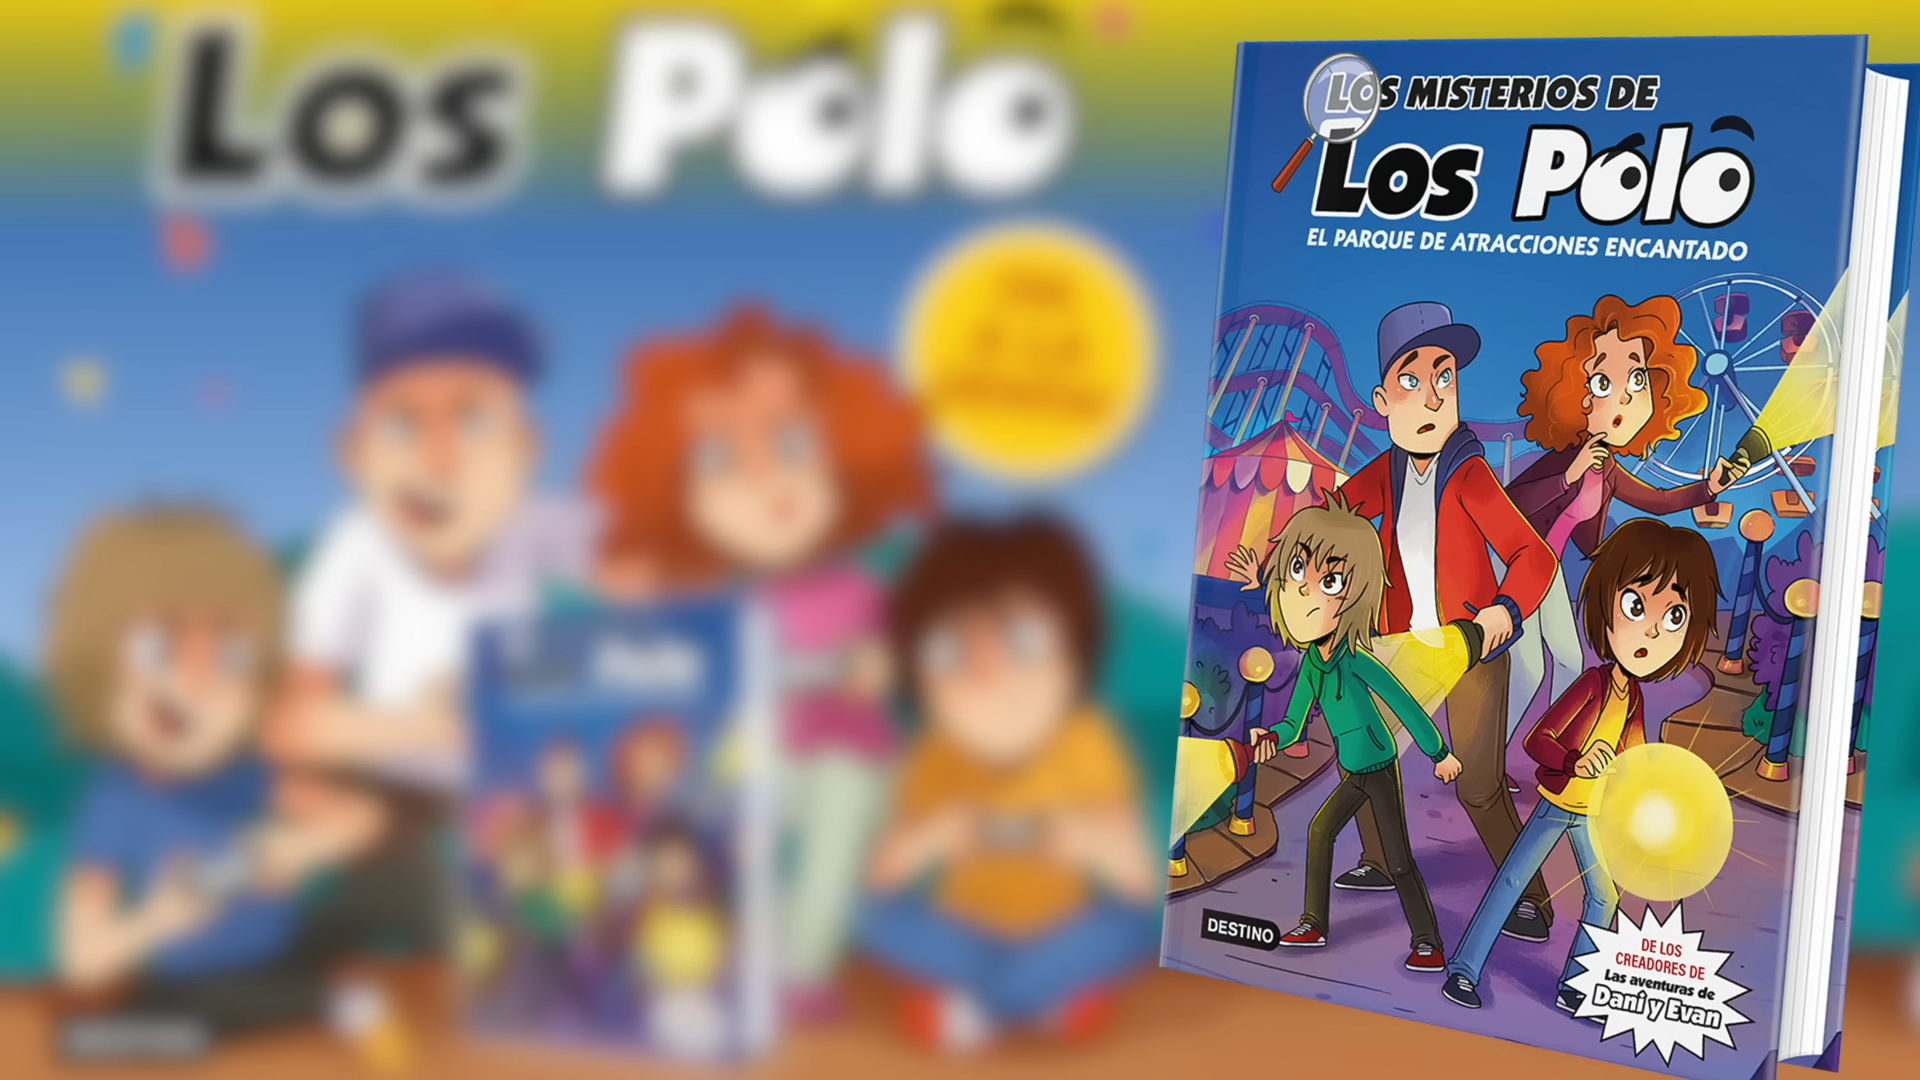 Los Polo
LOS MISTERIOS DE
Los Polo
EL PARQUE DE ATRACCIONES ENCANTADO
DESTINO
DE LOS
CREADORES DE
Las aventuras de
Dani y Evan